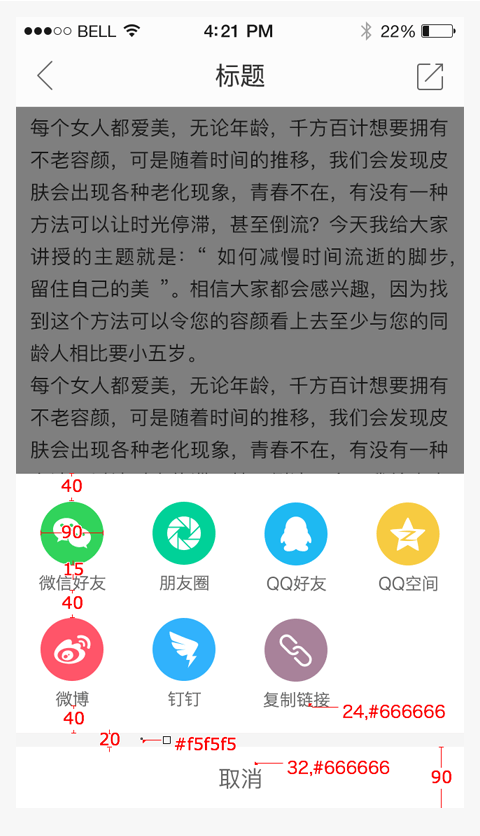 BELL 4:21 PM 22%
标题
每个女人都爱美，无论年龄，千方百计想要拥有
不老容颜，可是随着时间的推移，我们会发现皮
肤会出现各种老化现象，青春不在，有没有一种
方法可以让时光停滞，甚至倒流？今天我给大家
讲授的主题就是：“ 如何减慢时间流逝的脚步,
留住自己的美 ”。相信大家都会感兴趣，因为找
到这个方法可以令您的容颜看上去至少与您的同
龄人相比要小五岁。
每个女人都爱美，无论年龄，千方百计想要拥有
不老容颜，可是随着时间的推移，我们会发现皮
肤会出现各种老化现象，青春不在，有没有一种
40
90
15
微信好友 朋友圈 QQ好友 QQ空间
40
微博 钉钉 复制链接
24,#666666
40
20 #f5f5f5
32,#666666
取消 90